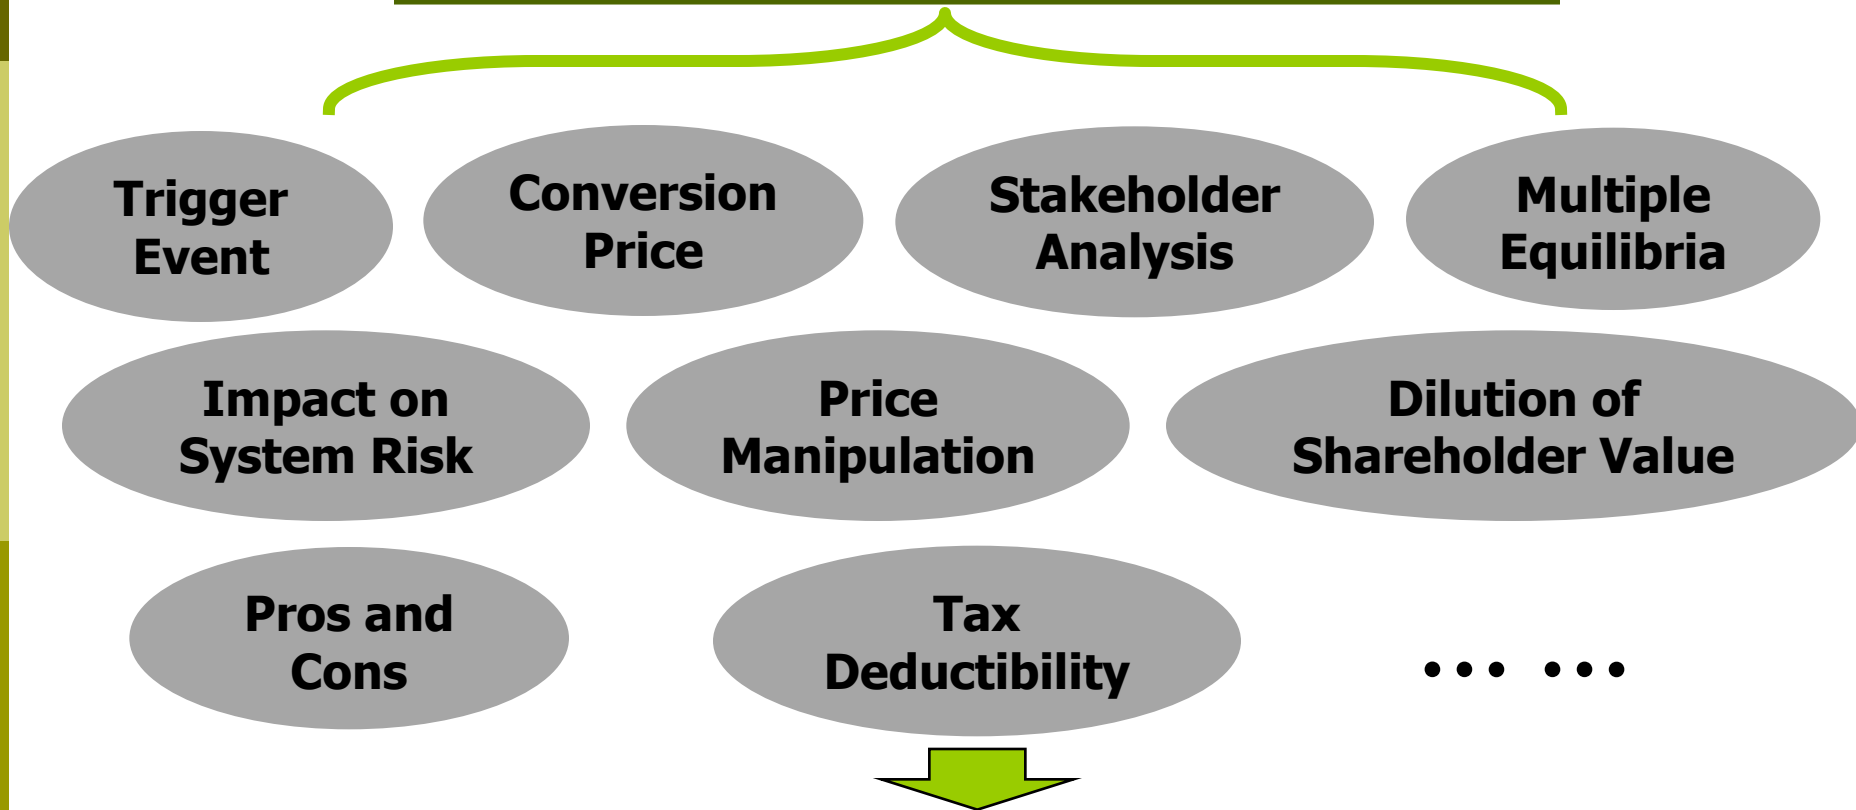 Trigger
Event
Conversion
Price
Stakeholder
Analysis
Multiple
Equilibria
Impact on
System Risk
Price
Manipulation
Dilution of
Shareholder Value
Pros and
Cons
Tax
Deductibility
… …